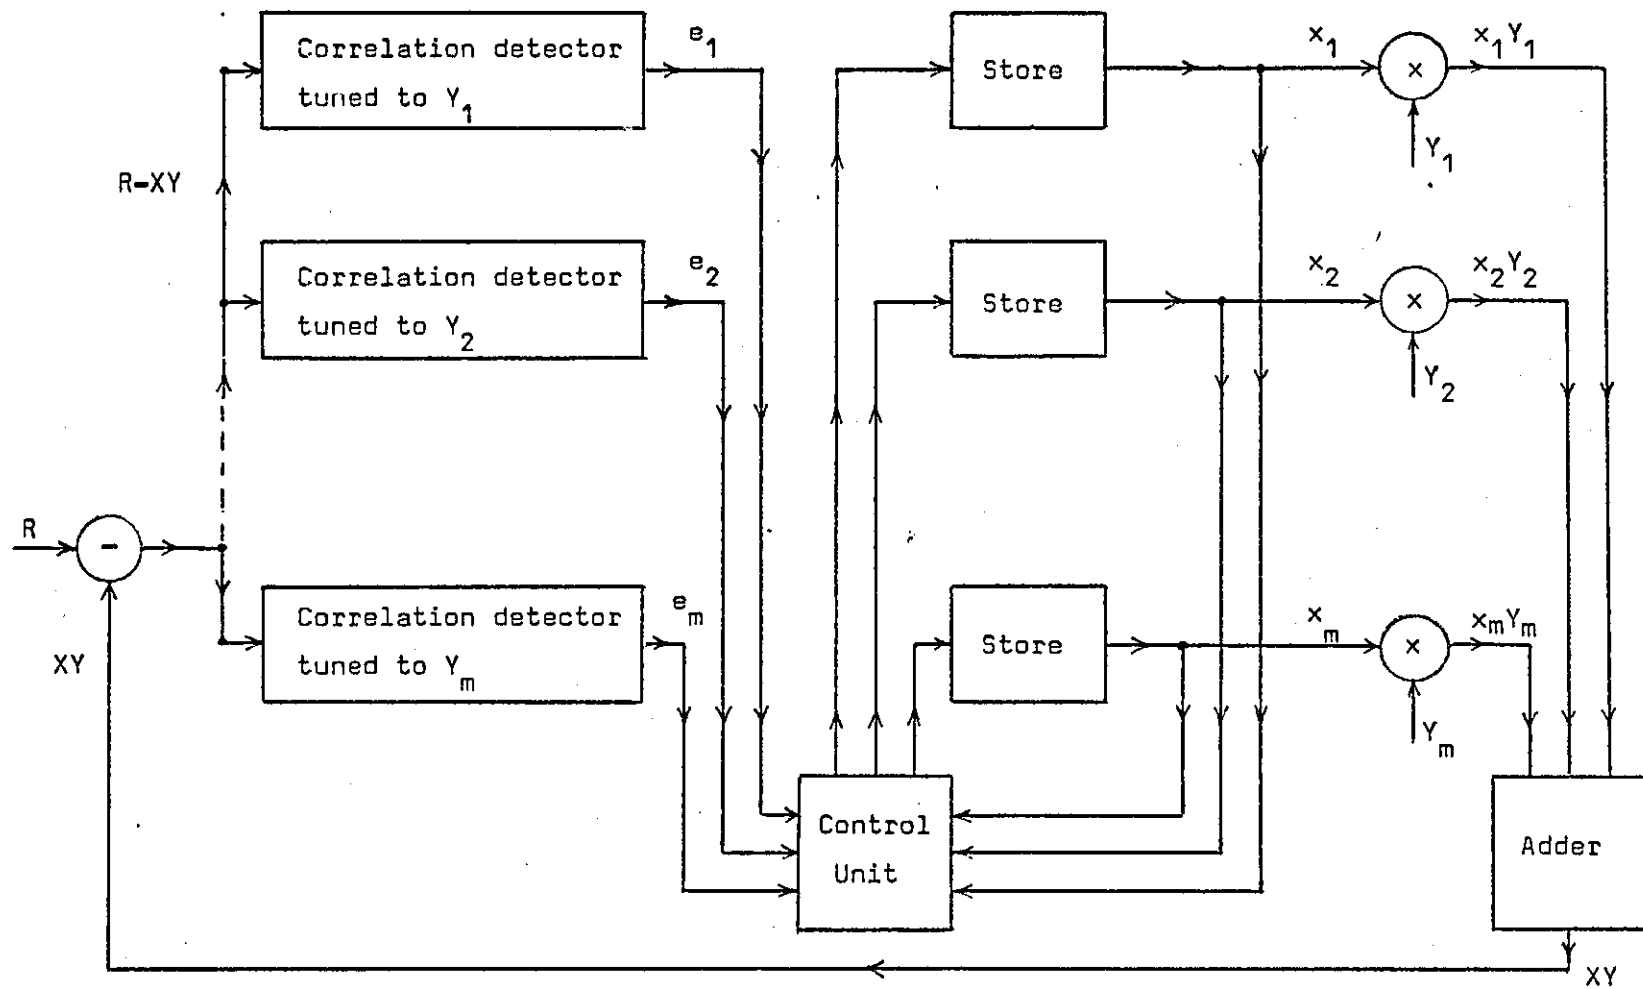 Correlation detector
tuned to Y₁
e₁
Store
x₁
×
x₁Y₁
Y₁
R-XY
Correlation detector
tuned to Y₂
e₂
Store
x₂
×
x₂Y₂
Y₂
R
-
Correlation detector
tuned to Yₘ
eₘ
Store
xₘ
×
xₘYₘ
Yₘ
XY
Control
Unit
Adder
XY